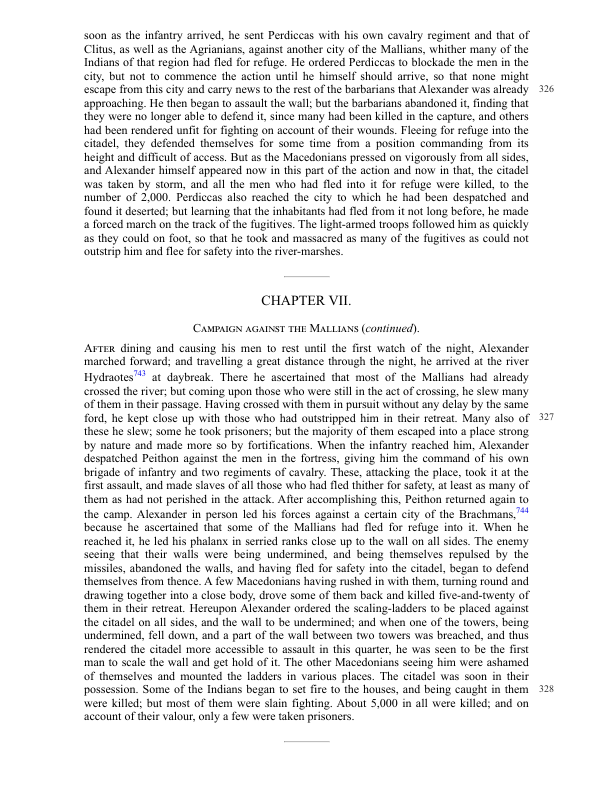 soon as the infantry arrived, he sent Perdiccas with his own cavalry regiment and that of
Clitus, as well as the Agrianians, against another city of the Mallians, whither many of the
Indians of that region had fled for refuge. He ordered Perdiccas to blockade the men in the
city, but not to commence the action until he himself should arrive, so that none might
escape from this city and carry news to the rest of the barbarians that Alexander was already 326
approaching. He then began to assault the wall; but the barbarians abandoned it, finding that
they were no longer able to defend it, since many had been killed in the capture, and others
had been rendered unfit for fighting on account of their wounds. Fleeing for refuge into the
citadel, they defended themselves for some time from a position commanding from its
height and difficult of access. But as the Macedonians pressed on vigorously from all sides,
and Alexander himself appeared now in this part of the action and now in that, the citadel
was taken by storm, and all the men who had fled into it for refuge were killed, to the
number of 2,000. Perdiccas also reached the city to which he had been despatched and
found it deserted; but learning that the inhabitants had fled from it not long before, he made
a forced march on the track of the fugitives. The light-armed troops followed him as quickly
as they could on foot, so that he took and massacred as many of the fugitives as could not
outstrip him and flee for safety into the river-marshes.
CHAPTER VII.
Campaign against the Mallians (continued).
After dining and causing his men to rest until the first watch of the night, Alexander
marched forward; and travelling a great distance through the night, he arrived at the river
Hydraotes743 at daybreak. There he ascertained that most of the Mallians had already
crossed the river; but coming upon those who were still in the act of crossing, he slew many
of them in their passage. Having crossed with them in pursuit without any delay by the same
ford, he kept close up with those who had outstripped him in their retreat. Many also of 327
these he slew; some he took prisoners; but the majority of them escaped into a place strong
by nature and made more so by fortifications. When the infantry reached him, Alexander
despatched Peithon against the men in the fortress, giving him the command of his own
brigade of infantry and two regiments of cavalry. These, attacking the place, took it at the
first assault, and made slaves of all those who had fled thither for safety, at least as many of
them as had not perished in the attack. After accomplishing this, Peithon returned again to
the camp. Alexander in person led his forces against a certain city of the Brachmans,744
because he ascertained that some of the Mallians had fled for refuge into it. When he
reached it, he led his phalanx in serried ranks close up to the wall on all sides. The enemy
seeing that their walls were being undermined, and being themselves repulsed by the
missiles, abandoned the walls, and having fled for safety into the citadel, began to defend
themselves from thence. A few Macedonians having rushed in with them, turning round and
drawing together into a close body, drove some of them back and killed five-and-twenty of
them in their retreat. Hereupon Alexander ordered the scaling-ladders to be placed against
the citadel on all sides, and the wall to be undermined; and when one of the towers, being
undermined, fell down, and a part of the wall between two towers was breached, and thus
rendered the citadel more accessible to assault in this quarter, he was seen to be the first
man to scale the wall and get hold of it. The other Macedonians seeing him were ashamed
of themselves and mounted the ladders in various places. The citadel was soon in their
possession. Some of the Indians began to set fire to the houses, and being caught in them 328
were killed; but most of them were slain fighting. About 5,000 in all were killed; and on
account of their valour, only a few were taken prisoners.